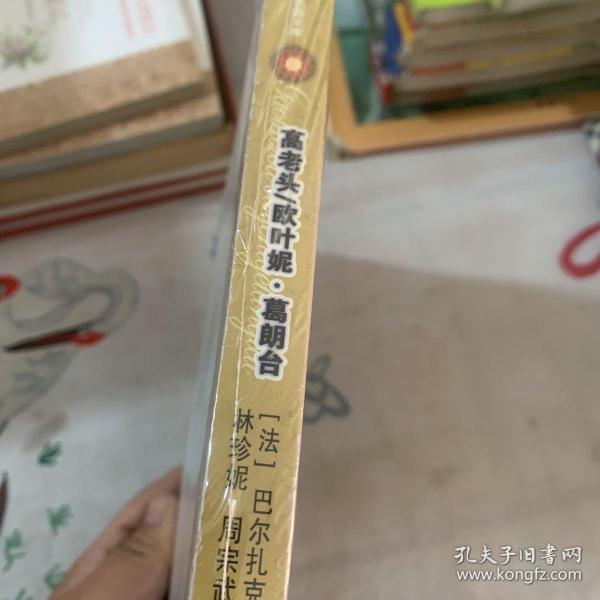 高老头/欧叶妮·葛朗台
[法] 巴尔扎克
林珍妮 周宗武
孔夫子旧书网
www.kongfz.com